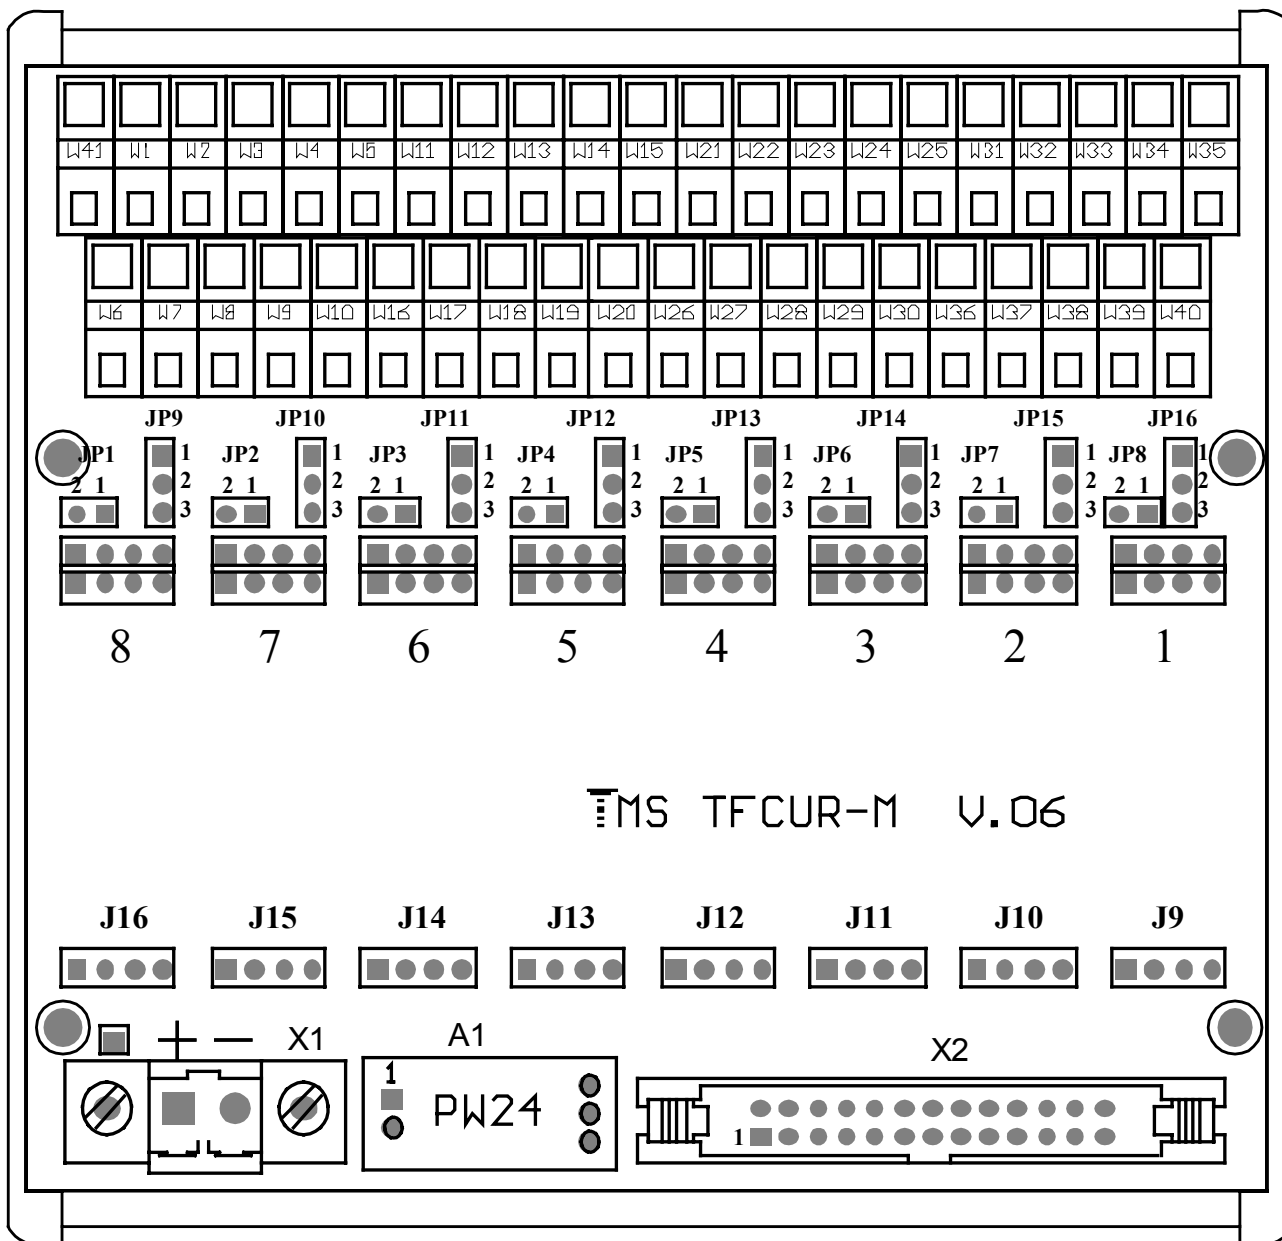 W41 W1 W2 W3 W4 W5 W11 W12 W13 W14 W15 W21 W22 W23 W24 W25 W31 W32 W33 W34 W35
W6 W7 W8 W9 W10 W16 W17 W18 W19 W20 W26 W27 W28 W29 W30 W36 W37 W38 W39 W40
JP9 JP10 JP11 JP12 JP13 JP14 JP15 JP16
JP1 1 JP2 1 JP3 1 JP4 1 JP5 1 JP6 1 JP7 1 JP8 1
2 1 2 2 1 2 2 1 2 2 1 2 2 1 2 2 1 2 2 1 2 2 1 2
3 3 3 3 3 3 3 3
8 7 6 5 4 3 2 1
TMS TFCUR-M V.06
J16 J15 J14 J13 J12 J11 J10 J9
+ − X1 A1 X2
1
PW24
1